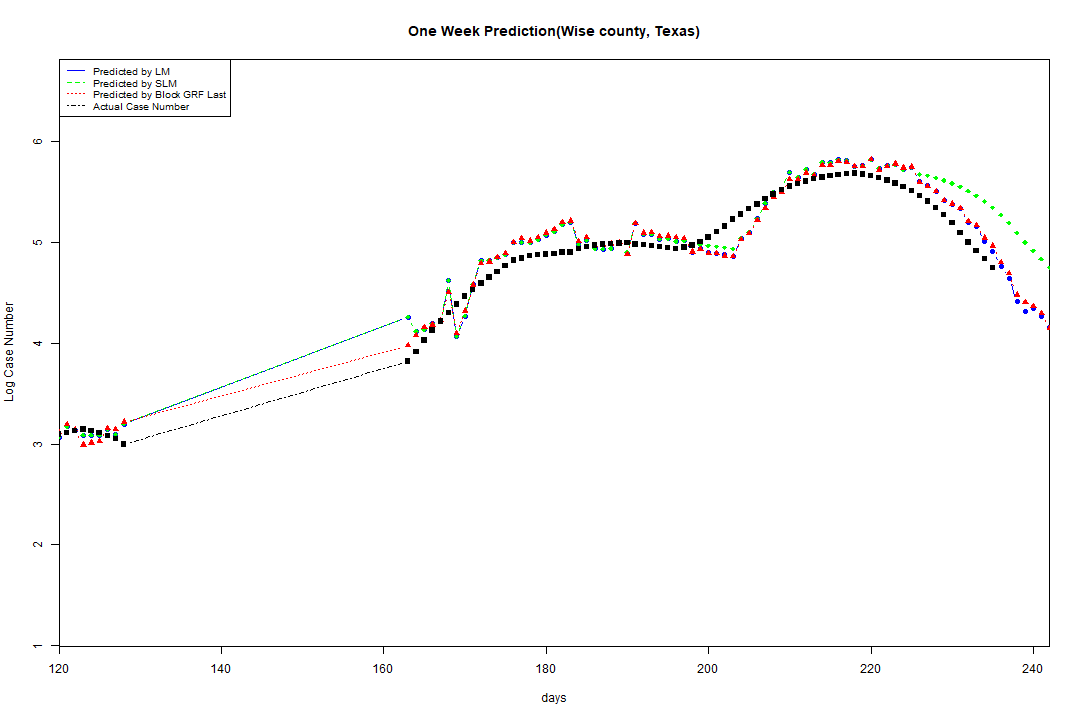 One Week Prediction(Wise county, Texas)
Predicted by LM
Predicted by SLM
Predicted by Block GRF Last
Actual Case Number
6
5
4
3
2
1
Log Case Number
120 140 160 180 200 220 240
days